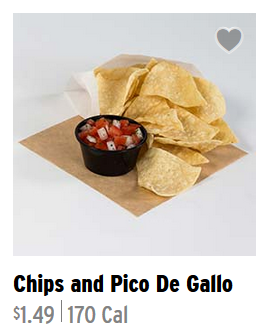 Chips and Pico De Gallo
$1.49 | 170 Cal